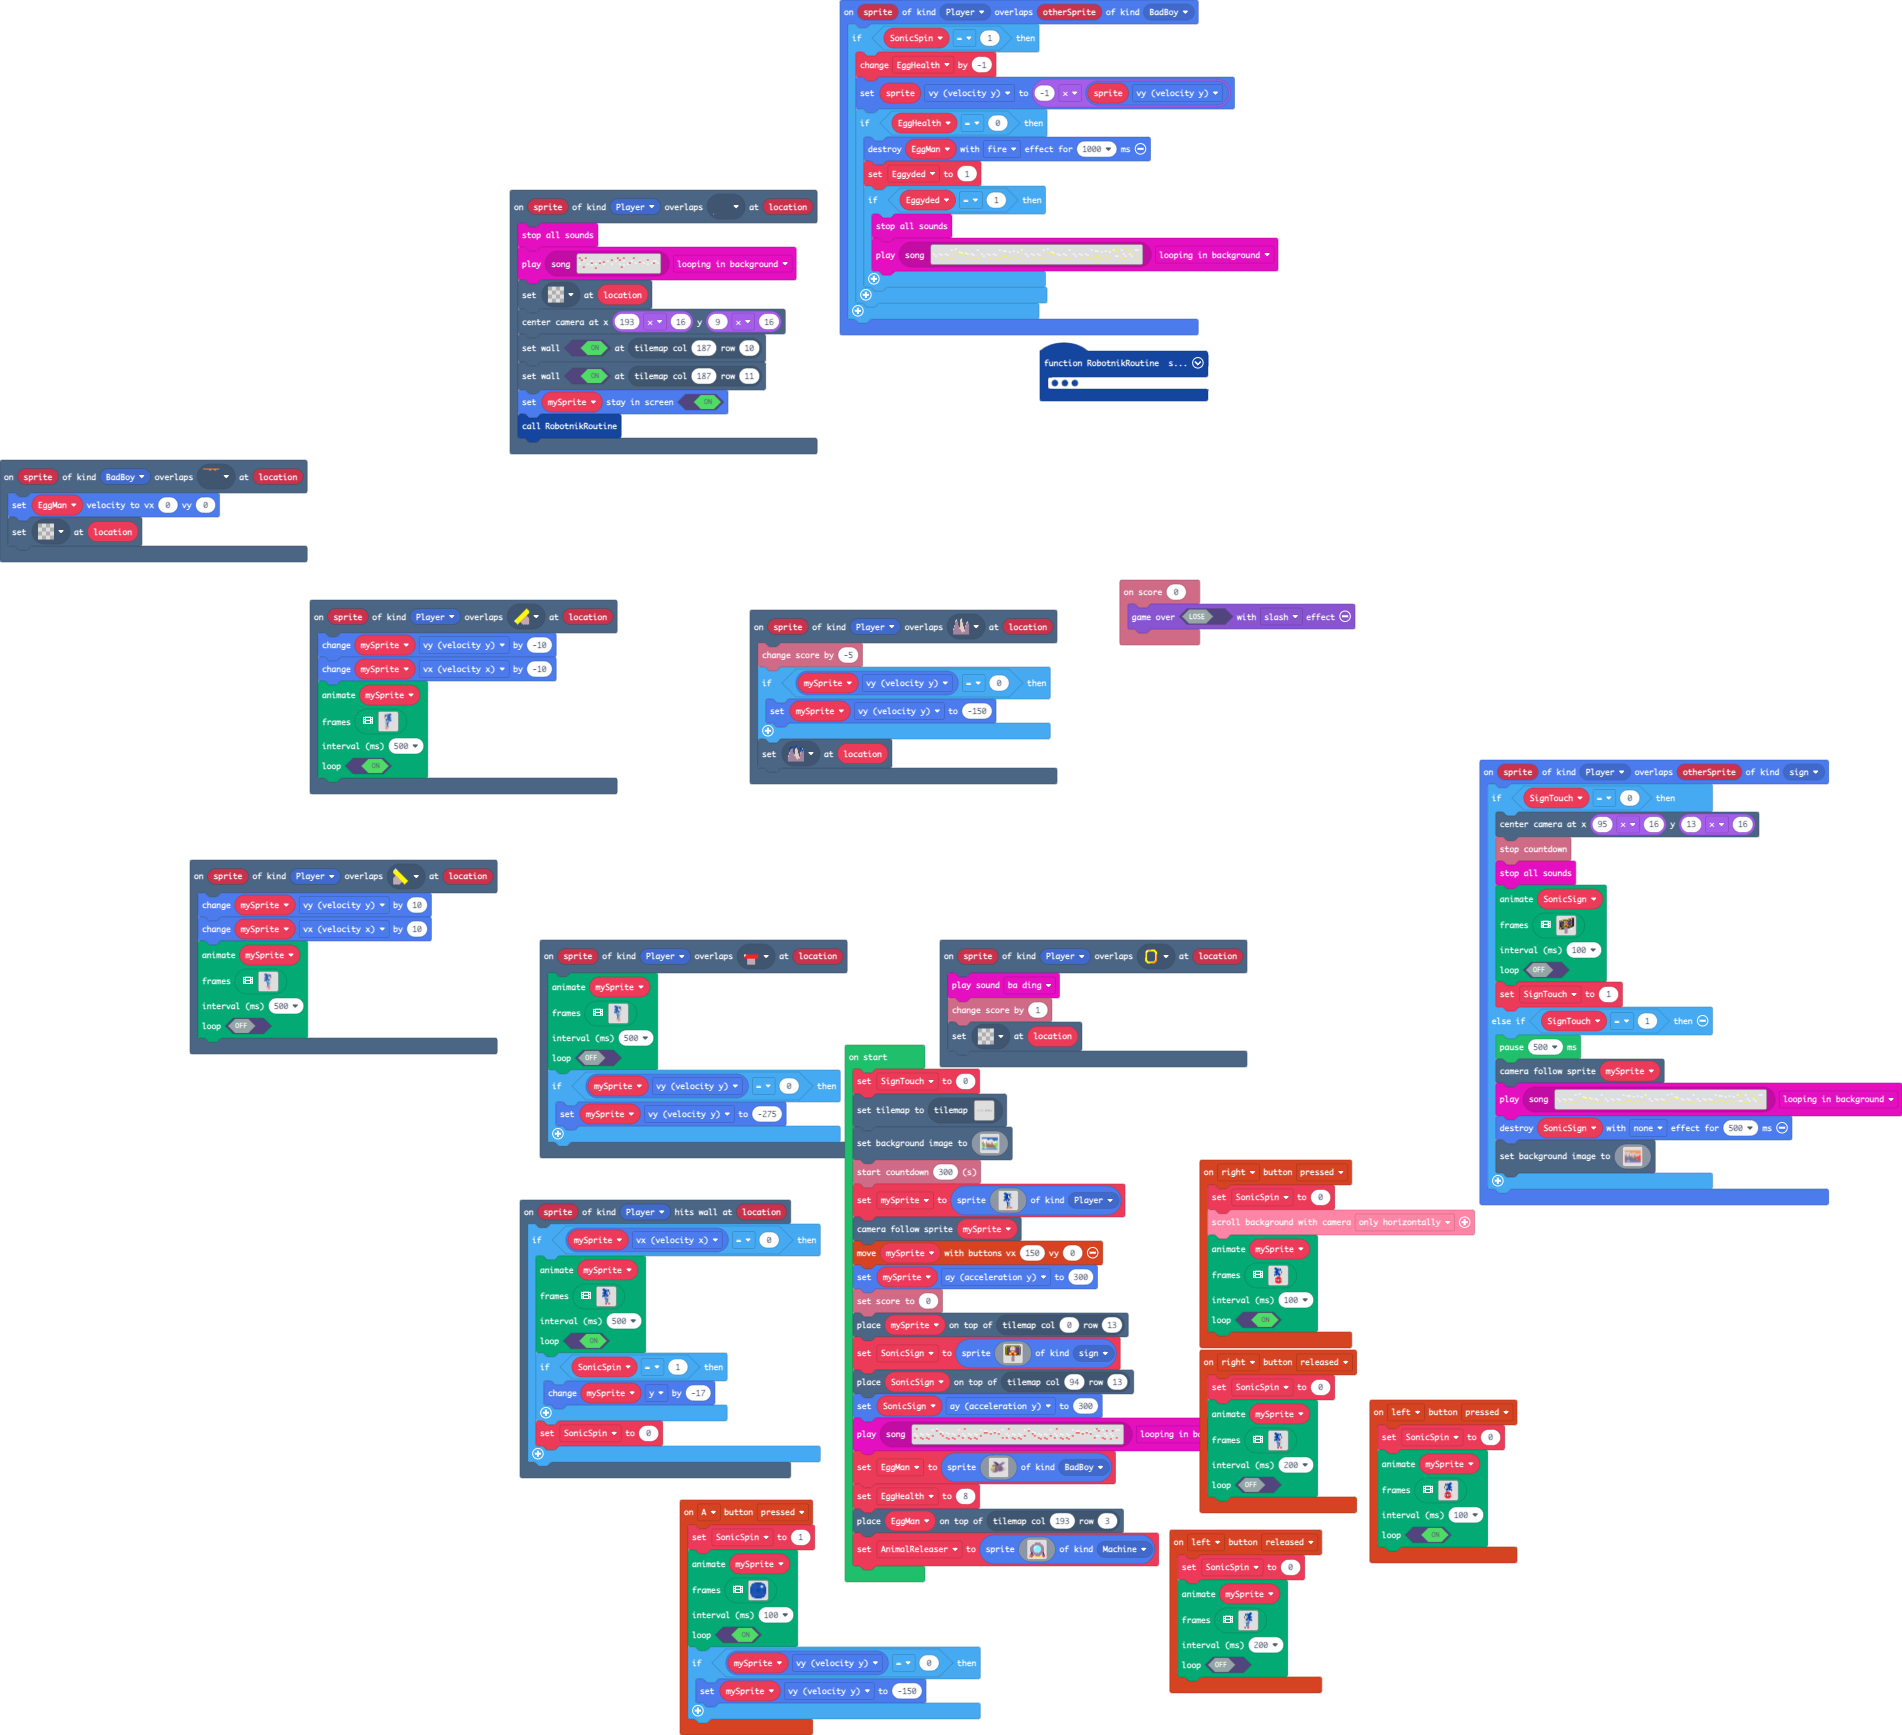 on sprite of kind Player overlaps otherSprite of kind BadBoy
if SonicSpin = 1 then
change EggHealth by -1
set sprite vy (velocity y) to -1 × sprite vy (velocity y)
if EggHealth = 0 then
destroy EggMan with fire effect for 1000 ms
set Eggyded to 1
if Eggyded = 1 then
stop all sounds
play song looping in background
function RobotnikRoutine s...
on sprite of kind Player overlaps at location
stop all sounds
play song looping in background
set at location
center camera at x 193 × 16 y 9 × 16
set wall ON at tilemap col 187 row 10
set wall ON at tilemap col 187 row 11
set mySprite stay in screen ON
call RobotnikRoutine
on sprite of kind BadBoy overlaps at location
set EggMan velocity to vx 0 vy 0
set at location
on sprite of kind Player overlaps at location
change mySprite vy (velocity y) by -10
change mySprite vx (velocity x) by -10
animate mySprite
frames
interval (ms) 500
loop ON
on sprite of kind Player overlaps at location
change score by -5
if mySprite vy (velocity y) = 0 then
set mySprite vy (velocity y) to -150
set at location
on score 0
game over LOSE with slash effect
on sprite of kind Player overlaps otherSprite of kind sign
if SignTouch = 0 then
center camera at x 95 × 16 y 13 × 16
stop countdown
stop all sounds
animate SonicSign
frames
interval (ms) 100
loop OFF
set SignTouch to 1
else if SignTouch = 1 then
pause 500 ms
camera follow sprite mySprite
play song looping in background
destroy SonicSign with none effect for 500 ms
set background image to
on sprite of kind Player overlaps at location
change mySprite vy (velocity y) by 10
change mySprite vx (velocity x) by 10
animate mySprite
frames
interval (ms) 500
loop OFF
on sprite of kind Player overlaps at location
animate mySprite
frames
interval (ms) 500
loop OFF
if mySprite vy (velocity y) = 0 then
set mySprite vy (velocity y) to -275
on sprite of kind Player overlaps at location
play sound ba ding
change score by 1
set at location
on start
set SignTouch to 0
set tilemap to tilemap
set background image to
start countdown 300 (s)
set mySprite to sprite of kind Player
camera follow sprite mySprite
move mySprite with buttons vx 150 vy 0
set mySprite ay (acceleration y) to 300
set score to 0
place mySprite on top of tilemap col 0 row 13
set SonicSign to sprite of kind sign
place SonicSign on top of tilemap col 94 row 13
set SonicSign ay (acceleration y) to 300
play song looping in b
set EggMan to sprite of kind BadBoy
set EggHealth to 8
place EggMan on top of tilemap col 193 row 3
set AnimalReleaser to sprite of kind Machine
on sprite of kind Player hits wall at location
if mySprite vx (velocity x) = 0 then
animate mySprite
frames
interval (ms) 500
loop ON
if SonicSpin = 1 then
change mySprite y by -17
set SonicSpin to 0
on A button pressed
set SonicSpin to 1
animate mySprite
frames
interval (ms) 100
loop ON
if mySprite vy (velocity y) = 0 then
set mySprite vy (velocity y) to -150
on right button pressed
set SonicSpin to 0
scroll background with camera only horizontally
animate mySprite
frames
interval (ms) 100
loop ON
on right button released
set SonicSpin to 0
animate mySprite
frames
interval (ms) 200
loop OFF
on left button pressed
set SonicSpin to 0
animate mySprite
frames
interval (ms) 100
loop ON
on left button released
set SonicSpin to 0
animate mySprite
frames
interval (ms) 200
loop OFF